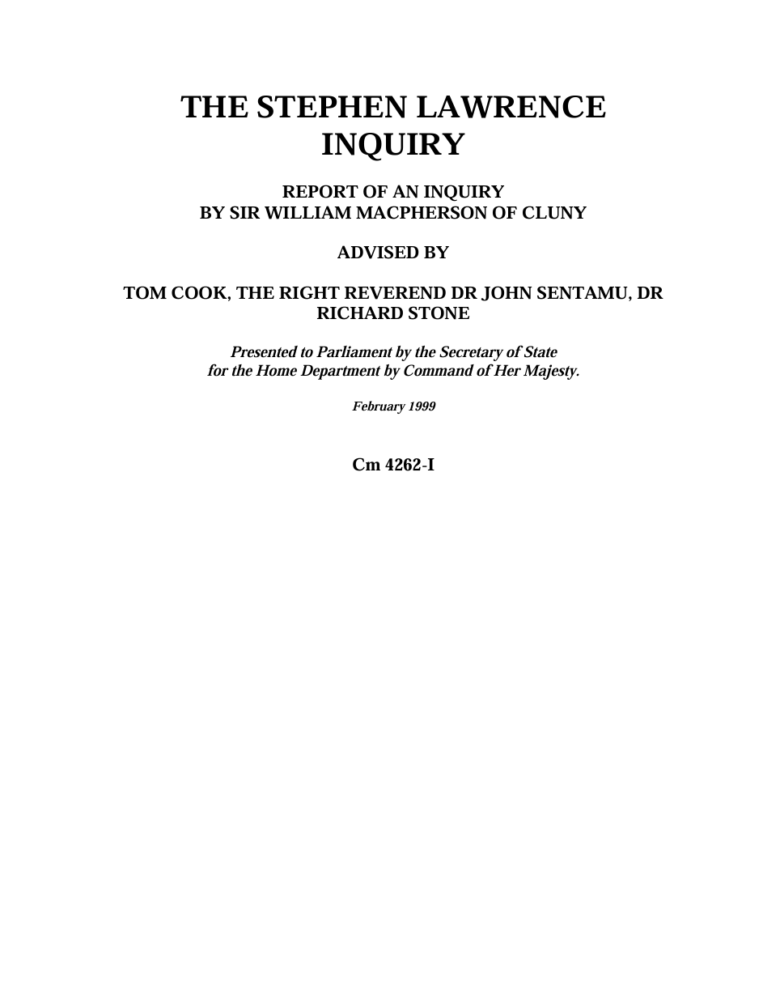 THE STEPHEN LAWRENCE
INQUIRY
REPORT OF AN INQUIRY
BY SIR WILLIAM MACPHERSON OF CLUNY
ADVISED BY
TOM COOK, THE RIGHT REVEREND DR JOHN SENTAMU, DR
RICHARD STONE
Presented to Parliament by the Secretary of State
for the Home Department by Command of Her Majesty.
February 1999
Cm 4262-I